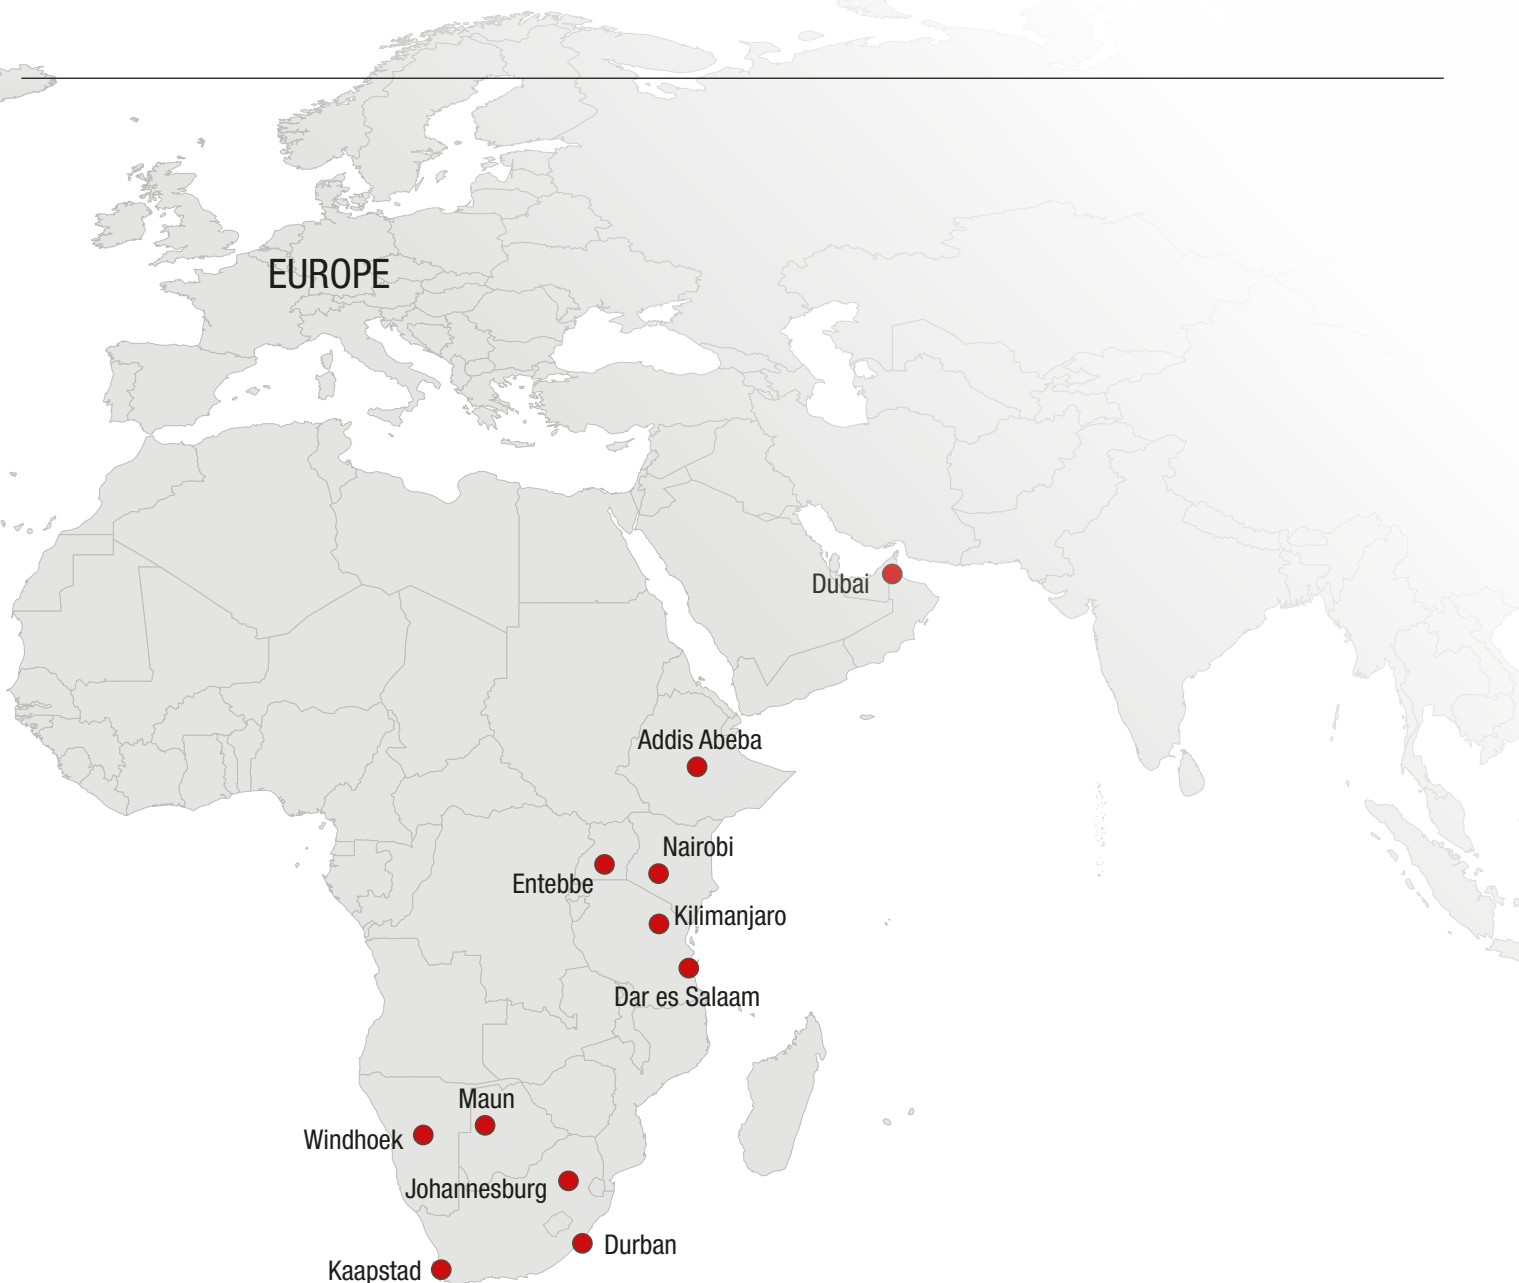 EUROPE
Dubai
Addis Abeba
Nairobi
Entebbe
Kilimanjaro
Dar es Salaam
Maun
Windhoek
Johannesburg
Durban
Kaapstad